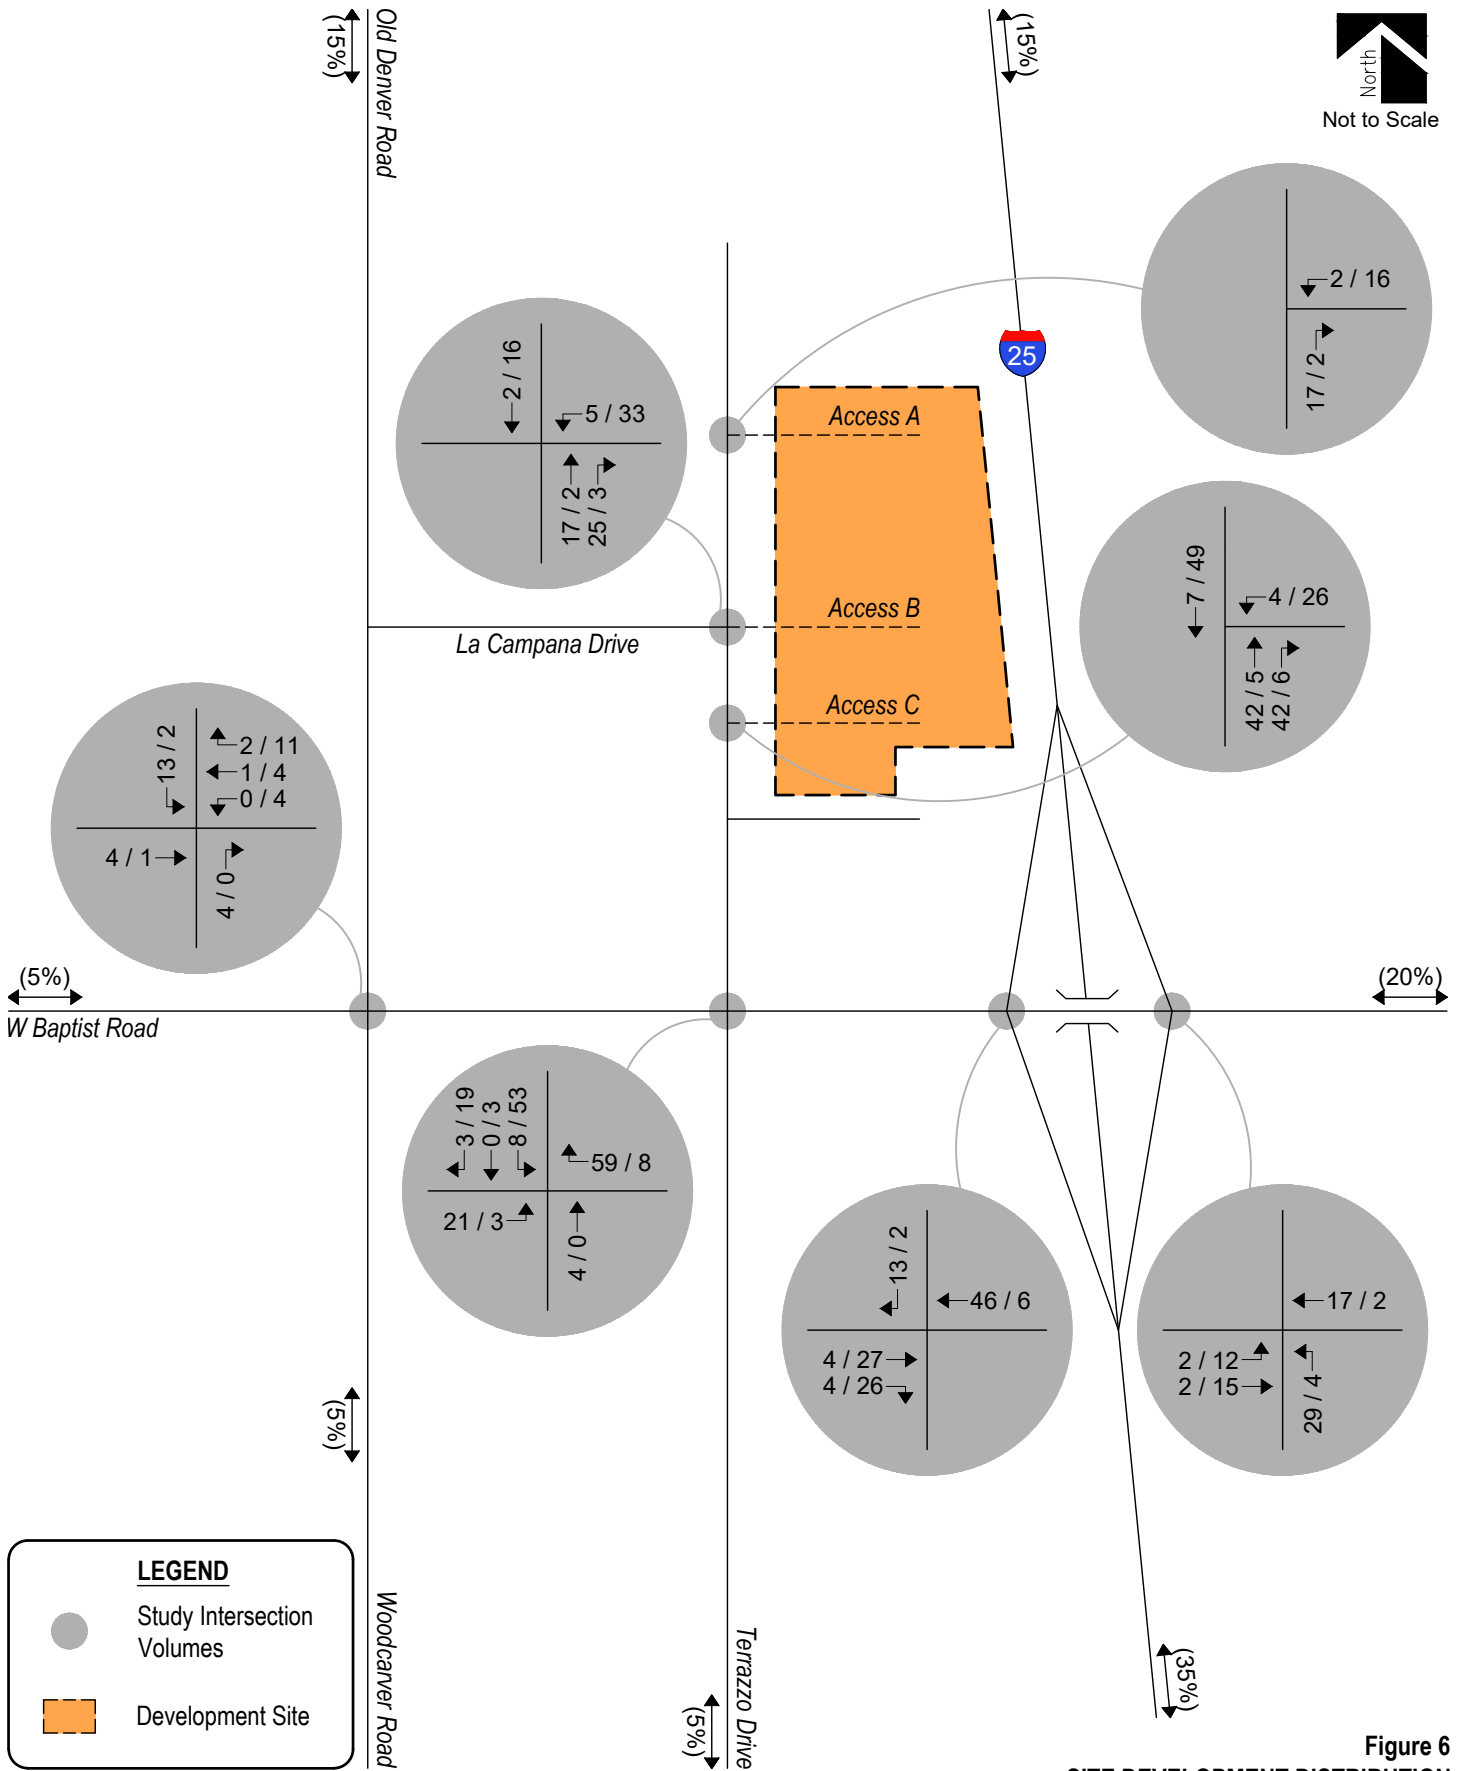 Old Denver Road
(15%)
(15%)
North
Not to Scale
2 / 16
17 / 2
25
2 / 16
5 / 33
17 / 2
25 / 3
Access A
Access B
La Campana Drive
Access C
7 / 49
4 / 26
42 / 5
42 / 6
13 / 2
2 / 11
1 / 4
0 / 4
4 / 1
4 / 0
(5%)
W Baptist Road
(20%)
3 / 19
0 / 3
8 / 53
59 / 8
21 / 3
4 / 0
13 / 2
46 / 6
4 / 27
4 / 26
17 / 2
2 / 12
2 / 15
29 / 4
(5%)
LEGEND
Study Intersection
Volumes
Development Site
Woodcarver Road
(5%)
Terrazzo Drive
(35%)
Figure 6
SITE DEVELOPMENT DISTRIBUTION